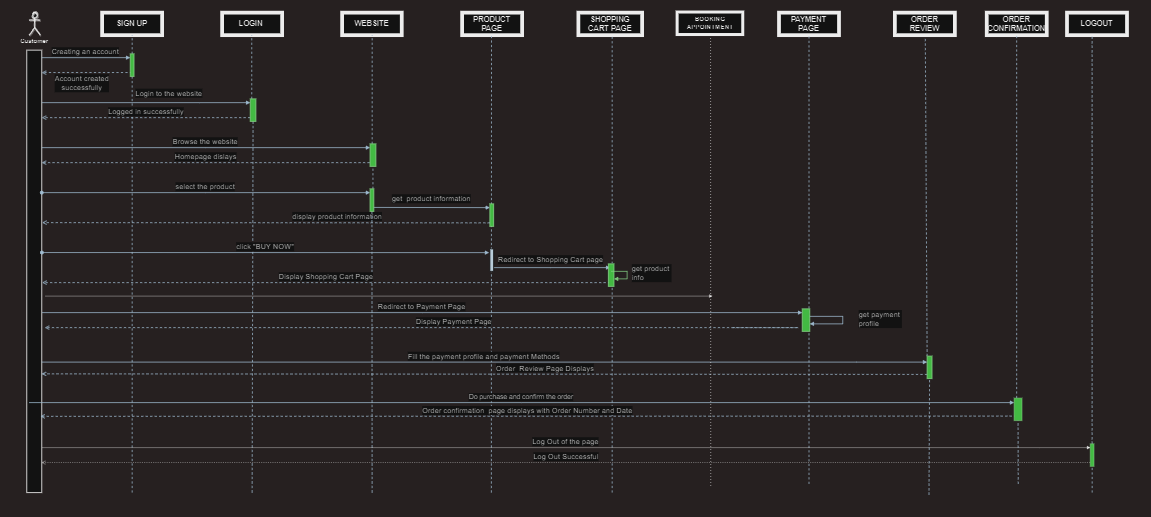 SIGN UP
LOGIN
WEBSITE
PRODUCT
PAGE
SHOPPING
CART PAGE
BOOKING
APPOINTMENT
PAYMENT
PAGE
ORDER
REVIEW
ORDER
CONFIRMATION
LOGOUT
Customer
Creating an account
Account created
successfully
Login to the website
Logged in successfully
Browse the website
Homepage dislays
select the product
get product information
display product information
click "BUY NOW"
Redirect to Shopping Cart page
get product
info
Display Shopping Cart Page
Redirect to Payment Page
get payment
profile
Display Payment Page
Fill the payment profile and payment Methods
Order Review Page Displays
Do purchase and confirm the order
Order confirmation page displays with Order Number and Date
Log Out of the page
Log Out Successful